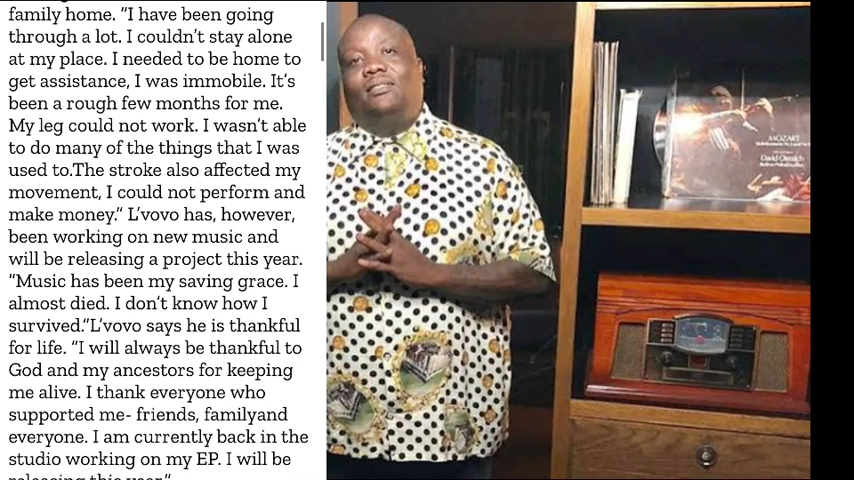 family home. "I have been going
through a lot. I couldn't stay alone
at my place. I needed to be home to
get assistance, I was immobile. It's
been a rough few months for me.
My leg could not work. I wasn't able
to do many of the things that I was
used to.The stroke also affected my
movement, I could not perform and
make money." L'vovo has, however,
been working on new music and
will be releasing a project this year.
"Music has been my saving grace. I
almost died. I don't know how I
survived."L'vovo says he is thankful
for life. "I will always be thankful to
God and my ancestors for keeping
me alive. I thank everyone who
supported me- friends, familyand
everyone. I am currently back in the
studio working on my EP. I will be
releasing this year"
MOZART
David Oistrach